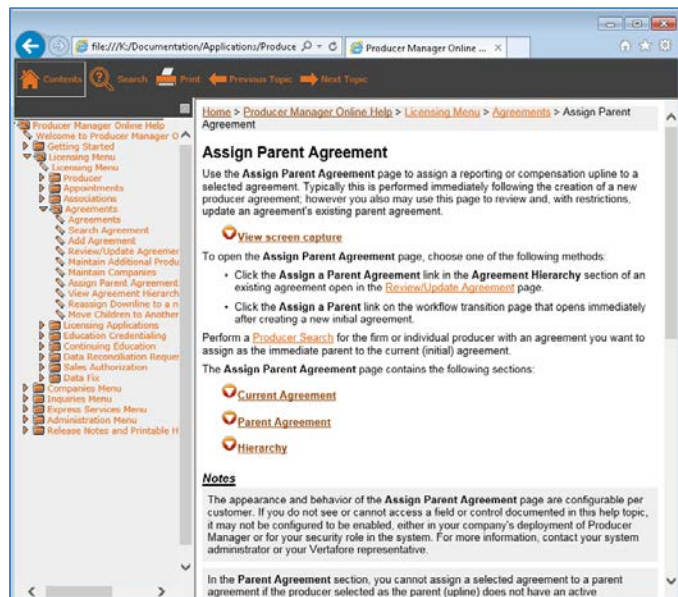 file:///K:/Documentation/Applications/Produce
Producer Manager Online ...
Contents
Search
Print
Previous Topic
Next Topic
Producer Manager Online Help
Welcome to Producer Manager O
Getting Started
Licensing Menu
Licensing Menu
Producer
Appointments
Associations
Agreements
Agreements
Search Agreement
Add Agreement
Review/Update Agreemer
Maintain Additional Produ
Maintain Companies
Assign Parent Agreement
View Agreement Hierarch
Reassign Downline to a n
Move Children to Another
Licensing Applications
Education Credentialing
Continuing Education
Data Reconciliation Reques
Sales Authorization
Data Fix
Companies Menu
Inquiries Menu
Express Services Menu
Administration Menu
Release Notes and Printable H
Home > Producer Manager Online Help > Licensing Menu > Agreements > Assign Parent
Agreement
Assign Parent Agreement
Use the Assign Parent Agreement page to assign a reporting or compensation upline to a
selected agreement. Typically this is performed immediately following the creation of a new
producer agreement; however you also may use this page to review and, with restrictions,
update an agreement's existing parent agreement.
View screen capture
To open the Assign Parent Agreement page, choose one of the following methods:
• Click the Assign a Parent Agreement link in the Agreement Hierarchy section of an
existing agreement open in the Review/Update Agreement page.
• Click the Assign a Parent link on the workflow transition page that opens immediately
after creating a new initial agreement.
Perform a Producer Search for the firm or individual producer with an agreement you want to
assign as the immediate parent to the current (initial) agreement.
The Assign Parent Agreement page contains the following sections:
Current Agreement
Parent Agreement
Hierarchy
Notes
The appearance and behavior of the Assign Parent Agreement page are configurable per
customer. If you do not see or cannot access a field or control documented in this help topic,
it may not be configured to be enabled, either in your company's deployment of Producer
Manager or for your security role in the system. For more information, contact your system
administrator or your Vertafore representative.
In the Parent Agreement section, you cannot assign a selected agreement to a parent
agreement if the producer selected as the parent (upline) does not have an active